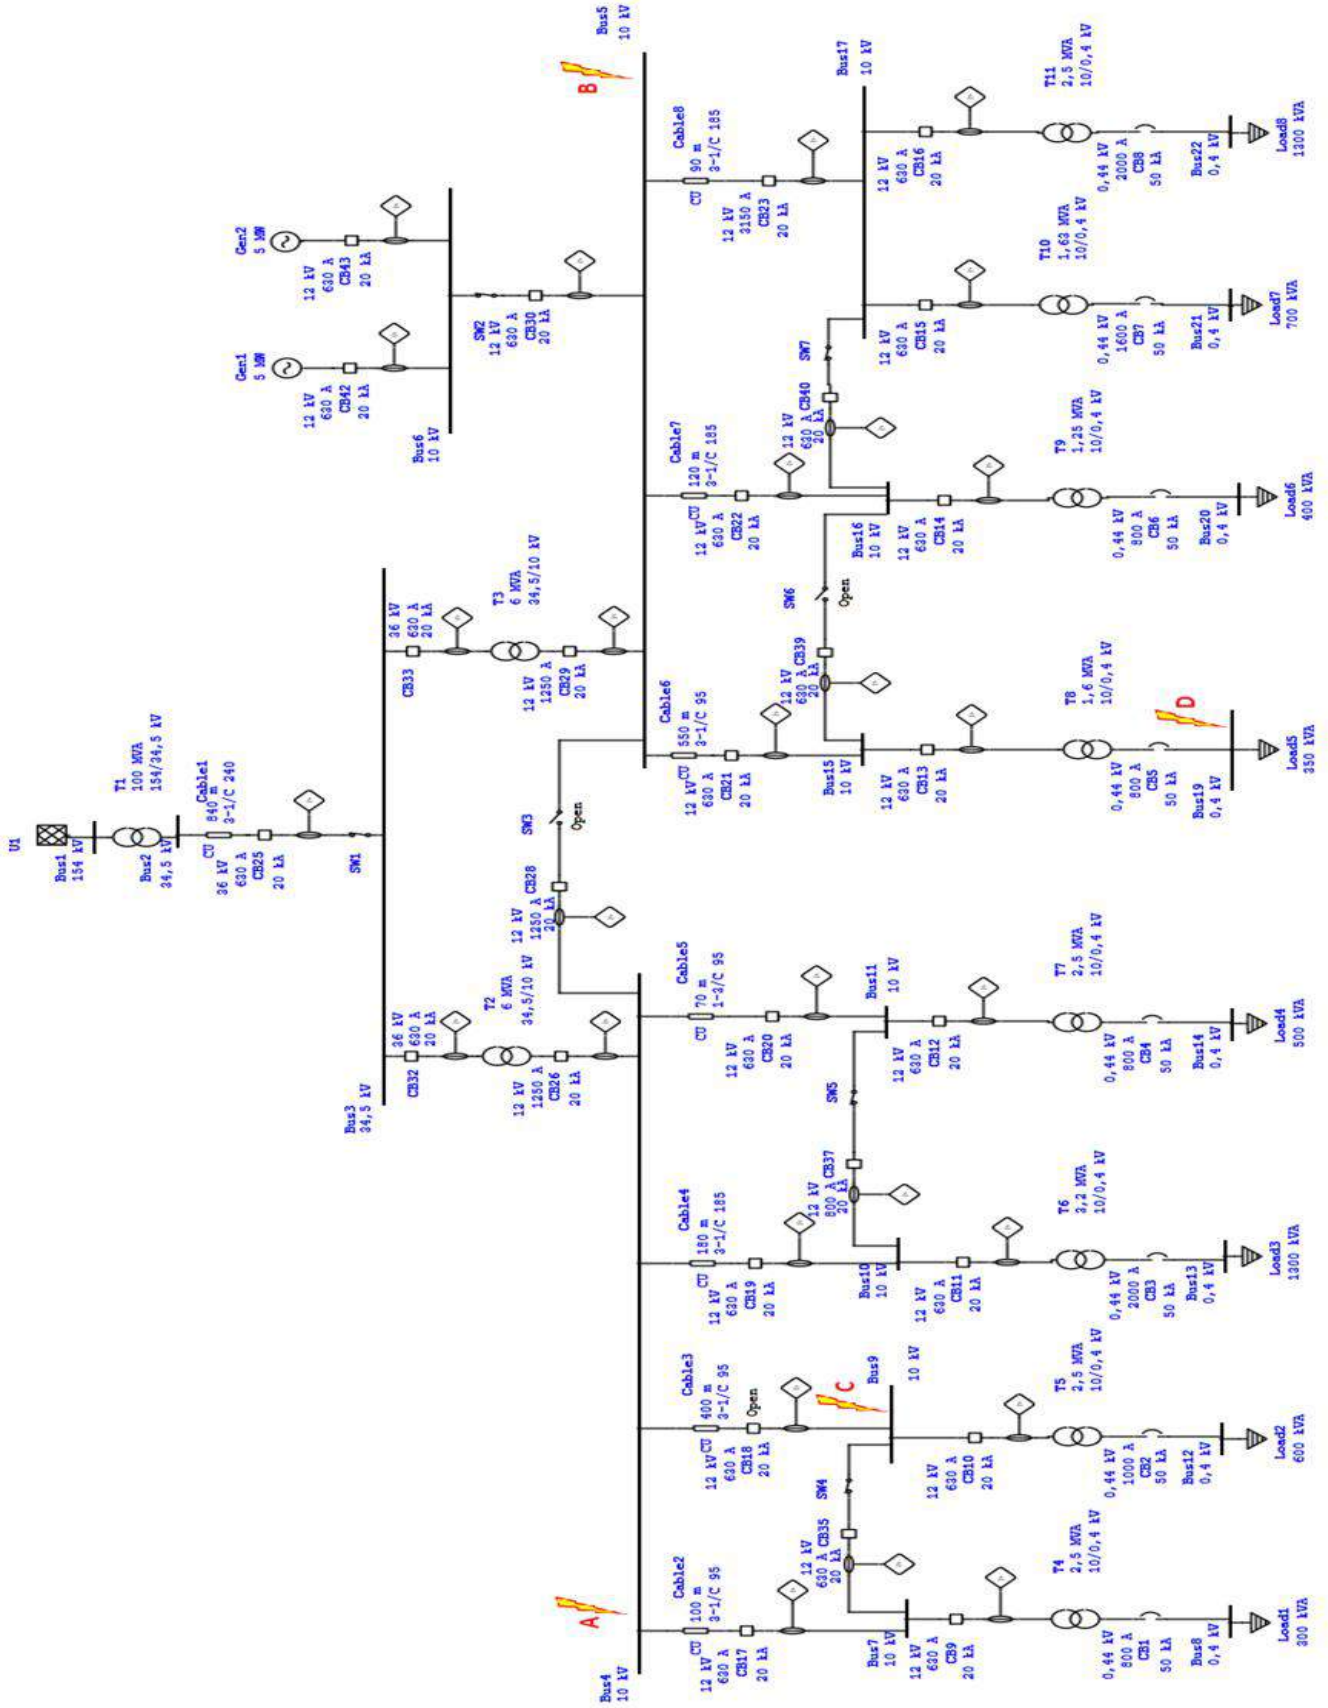 U1
Bus1
154 kV
T1
100 MVA
154/34,5 kV
Bus2
34,5 kV
Cable1
840 m
3-1/C 240
CU
36 kV
630 A
CB25
20 kA
SW1
Bus3
34,5 kV
36 kV
630 A
20 kA
CB32
T2
6 MVA
34,5/10 kV
12 kV
1250 A
CB26
20 kA
36 kV
630 A
20 kA
CB33
T3
6 MVA
34,5/10 kV
12 kV
1250 A
CB29
20 kA
Gen1
5 MW
12 kV
630 A
CB42
20 kA
Gen2
5 MW
12 kV
630 A
CB43
20 kA
Bus6
10 kV
SW2
12 kV
630 A
CB30
20 kA
12 kV
1250 A CB28
20 kA
SW3
Open
A
Bus4
10 kV
B
Bus5
10 kV
Cable2
100 m
3-1/C 95
CU
12 kV
630 A
CB17
20 kA
Cable3
400 m
3-1/C 95
CU
12 kV
630 A
CB18
20 kA
Open
Cable4
180 m
3-1/C 185
CU
12 kV
630 A
CB19
20 kA
Cable5
70 m
1-3/C 95
CU
12 kV
630 A
CB20
20 kA
Cable6
550 m
3-1/C 95
CU
12 kV
630 A
CB21
20 kA
Cable7
120 m
3-1/C 185
CU
12 kV
630 A
CB22
20 kA
Cable8
90 m
3-1/C 185
CU
12 kV
3150 A
CB23
20 kA
Bus7
10 kV
12 kV
630 A CB35
20 kA
SW4
C
Bus9
10 kV
Bus10
10 kV
12 kV
800 A CB37
20 kA
SW5
Bus11
10 kV
Bus15
10 kV
12 kV
630 A CB39
20 kA
SW6
Open
Bus16
10 kV
12 kV
630 A CB40
20 kA
SW7
Bus17
10 kV
12 kV
630 A
CB9
20 kA
T4
2,5 MVA
10/0,4 kV
0,44 kV
800 A
CB1
50 kA
Bus8
0,4 kV
Load1
300 kVA
12 kV
630 A
CB10
20 kA
T5
2,5 MVA
10/0,4 kV
0,44 kV
1000 A
CB2
50 kA
Bus12
0,4 kV
Load2
600 kVA
12 kV
630 A
CB11
20 kA
T6
3,2 MVA
10/0,4 kV
0,44 kV
2000 A
CB3
50 kA
Bus13
0,4 kV
Load3
1300 kVA
12 kV
630 A
CB12
20 kA
T7
2,5 MVA
10/0,4 kV
0,44 kV
800 A
CB4
50 kA
Bus14
0,4 kV
Load4
500 kVA
12 kV
630 A
CB13
20 kA
T8
1,6 MVA
10/0,4 kV
0,44 kV
800 A
CB5
50 kA
D
Bus19
0,4 kV
Load5
350 kVA
12 kV
630 A
CB14
20 kA
T9
1,25 MVA
10/0,4 kV
0,44 kV
800 A
CB6
50 kA
Bus20
0,4 kV
Load6
400 kVA
12 kV
630 A
CB15
20 kA
T10
1,63 MVA
10/0,4 kV
0,44 kV
1600 A
CB7
50 kA
Bus21
0,4 kV
Load7
700 kVA
12 kV
630 A
CB16
20 kA
T11
2,5 MVA
10/0,4 kV
0,44 kV
2000 A
CB8
50 kA
Bus22
0,4 kV
Load8
1300 kVA